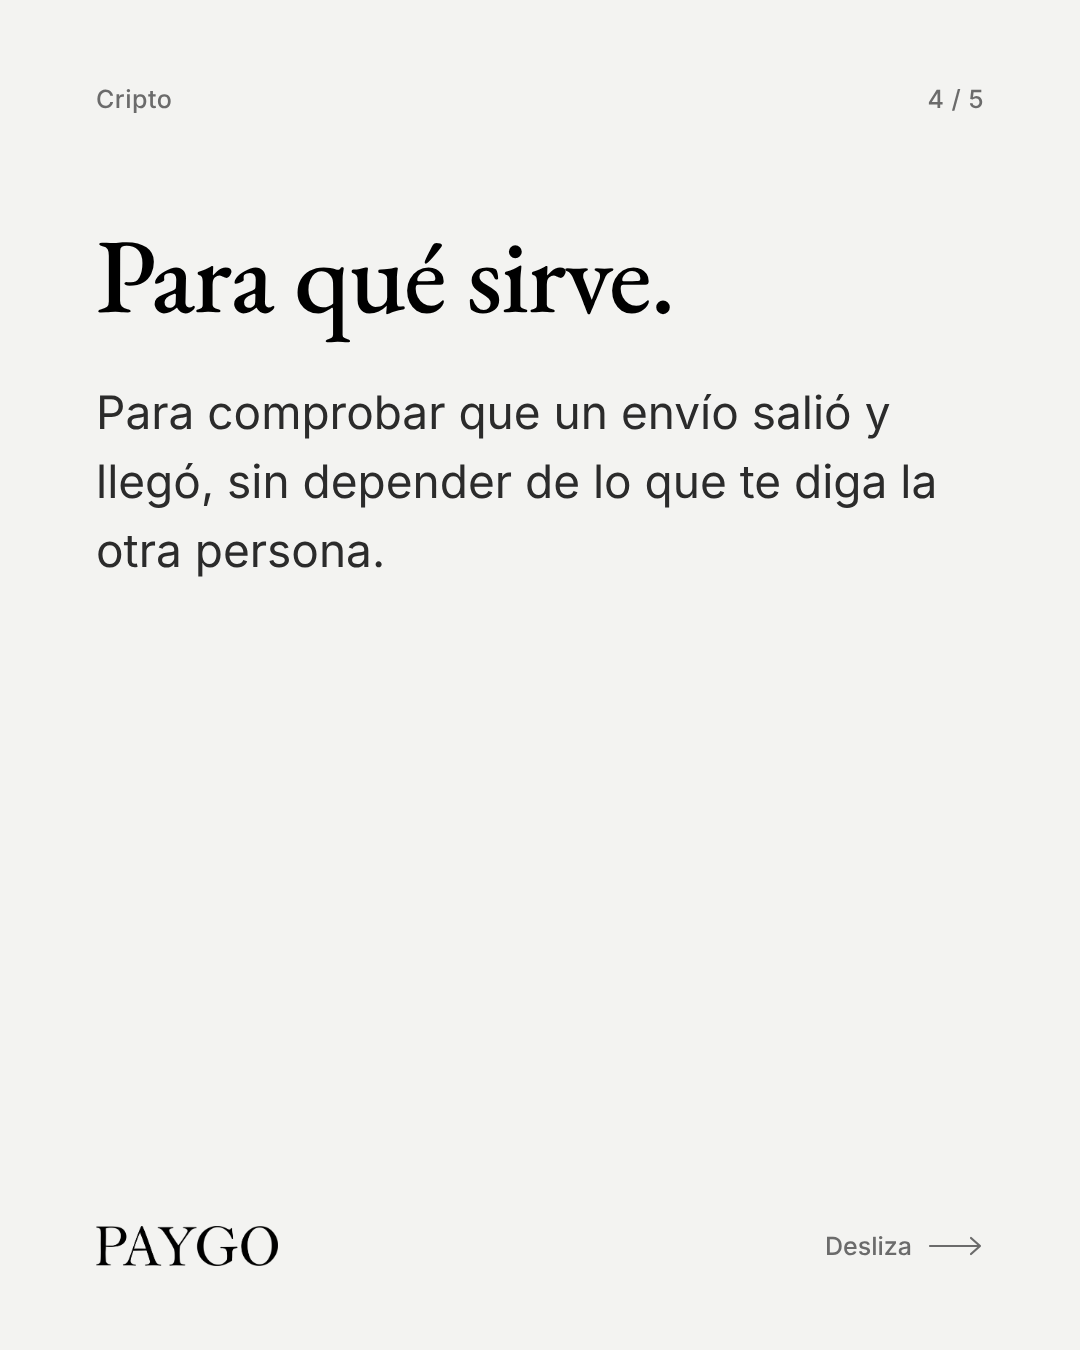 Cripto
4 / 5
Para qué sirve.
Para comprobar que un envío salió y
llegó, sin depender de lo que te diga la
otra persona.
PAYGO
Desliza